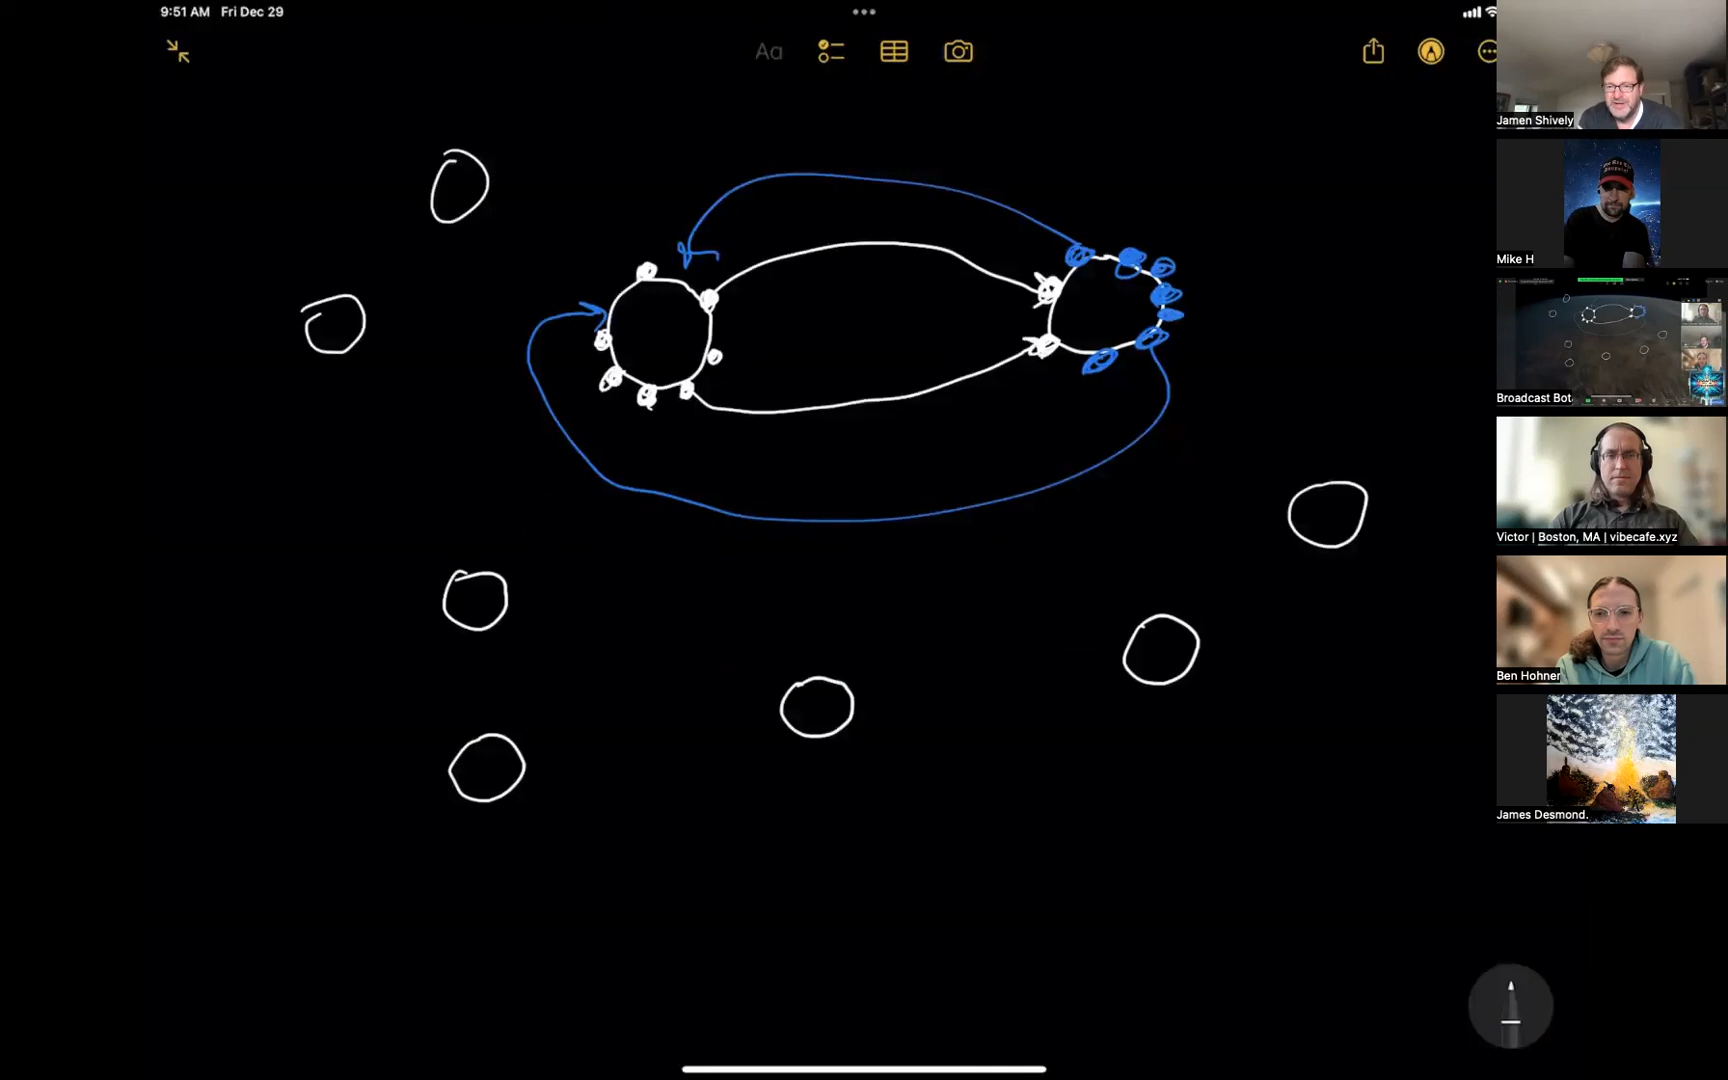 9:51 AM Fri Dec 29
Aa
Jamen Shively
Mike H
Broadcast Bot
Victor | Boston, MA | vibecafe.xyz
Ben Hohner
James Desmond.